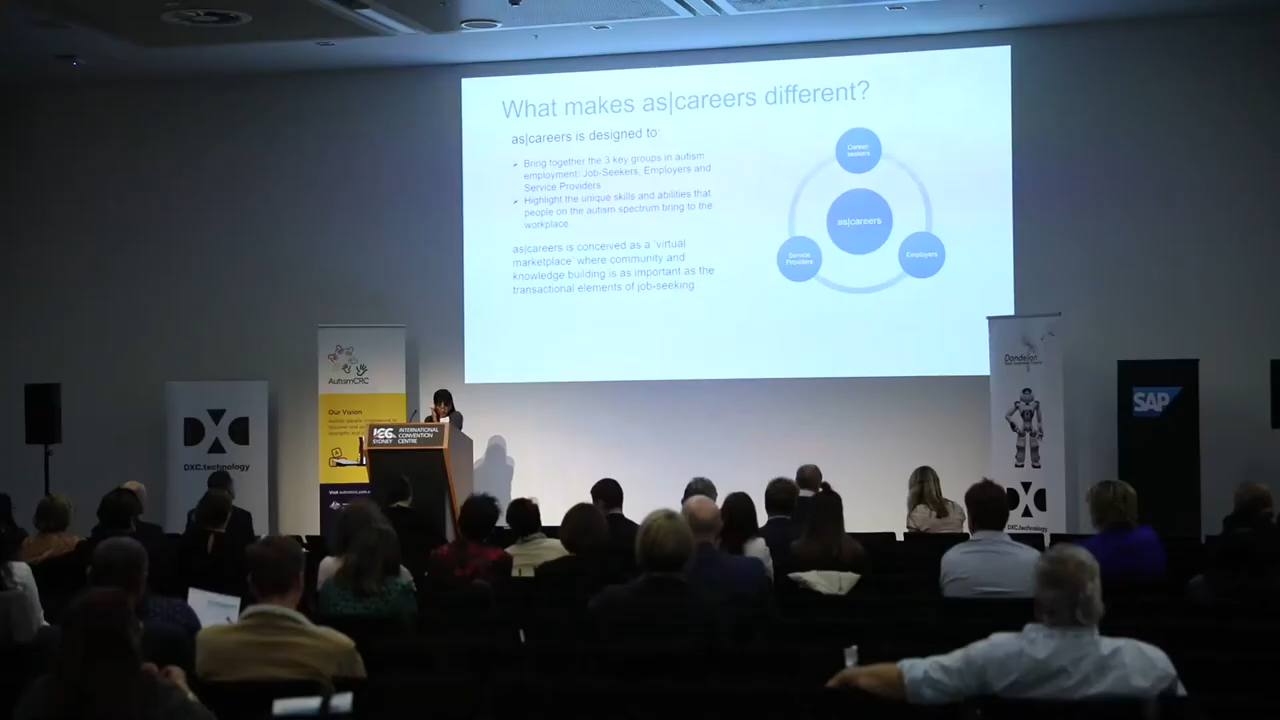 What makes as|careers different?
as|careers is designed to:
Bring together the 3 key groups in autism
employment: Job-Seekers, Employers and
Service Providers
Highlight the unique skills and abilities that
people on the autism spectrum bring to the
workplace.
as|careers is conceived as a 'virtual
marketplace' where community and
knowledge building is as important as the
transactional elements of job-seeking.
Career
seekers
as|careers
Service
Providers
Employers
AutismCRC
Our Vision
DXC.technology
ICC
SYDNEY
INTERNATIONAL
CONVENTION
CENTRE
Dandelion
DXC.technology
SAP